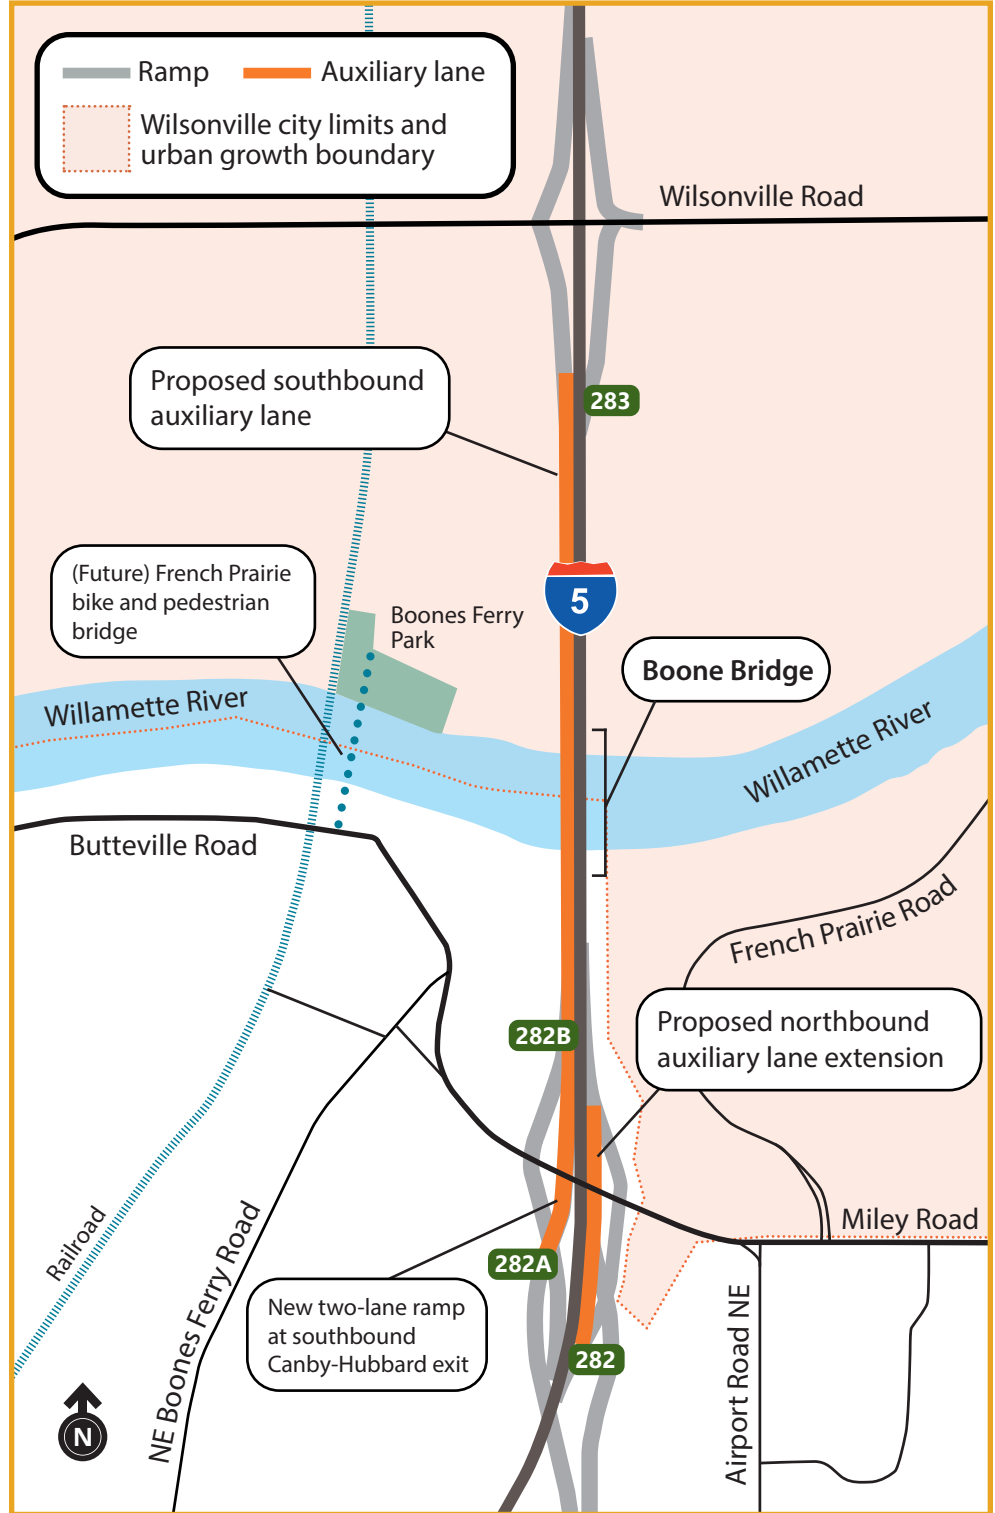 Ramp
Auxiliary lane
Wilsonville city limits and
urban growth boundary
Wilsonville Road
Proposed southbound
auxiliary lane
283
(Future) French Prairie
bike and pedestrian
bridge
Boones Ferry
Park
5
Boone Bridge
Willamette River
Willamette River
Butteville Road
French Prairie Road
282B
Proposed northbound
auxiliary lane extension
Railroad
NE Boones Ferry Road
282A
Miley Road
New two-lane ramp
at southbound
Canby-Hubbard exit
282
Airport Road NE
N